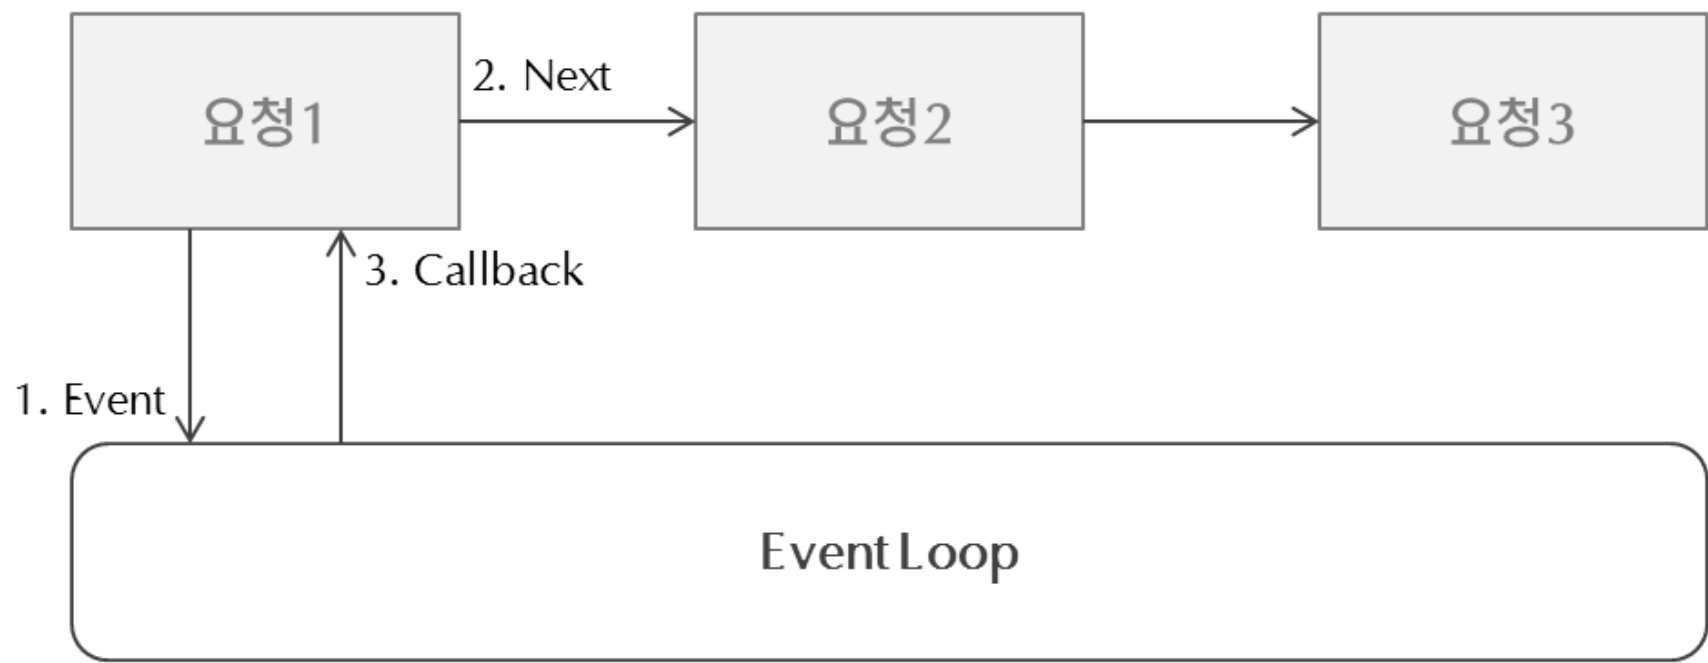 요청1
2. Next
요청2
요청3
3. Callback
1. Event
Event Loop